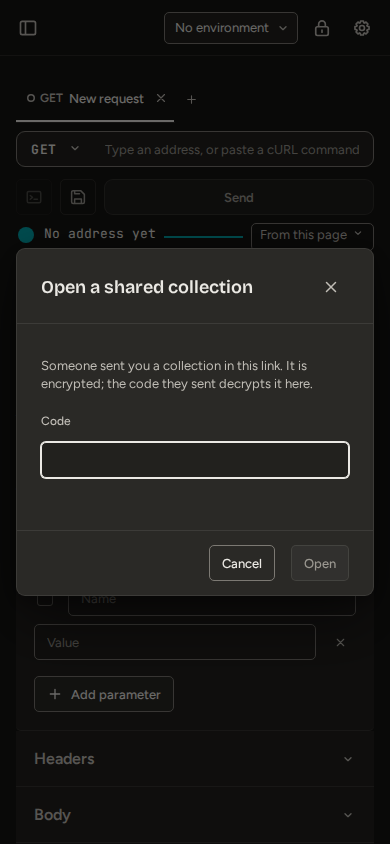 No environment
GET New request
GET
Type an address, or paste a cURL command
Send
No address yet
From this page
Open a shared collection
Someone sent you a collection in this link. It is
encrypted; the code they sent decrypts it here.
Code
Cancel
Open
Name
Value
Add parameter
Headers
Body